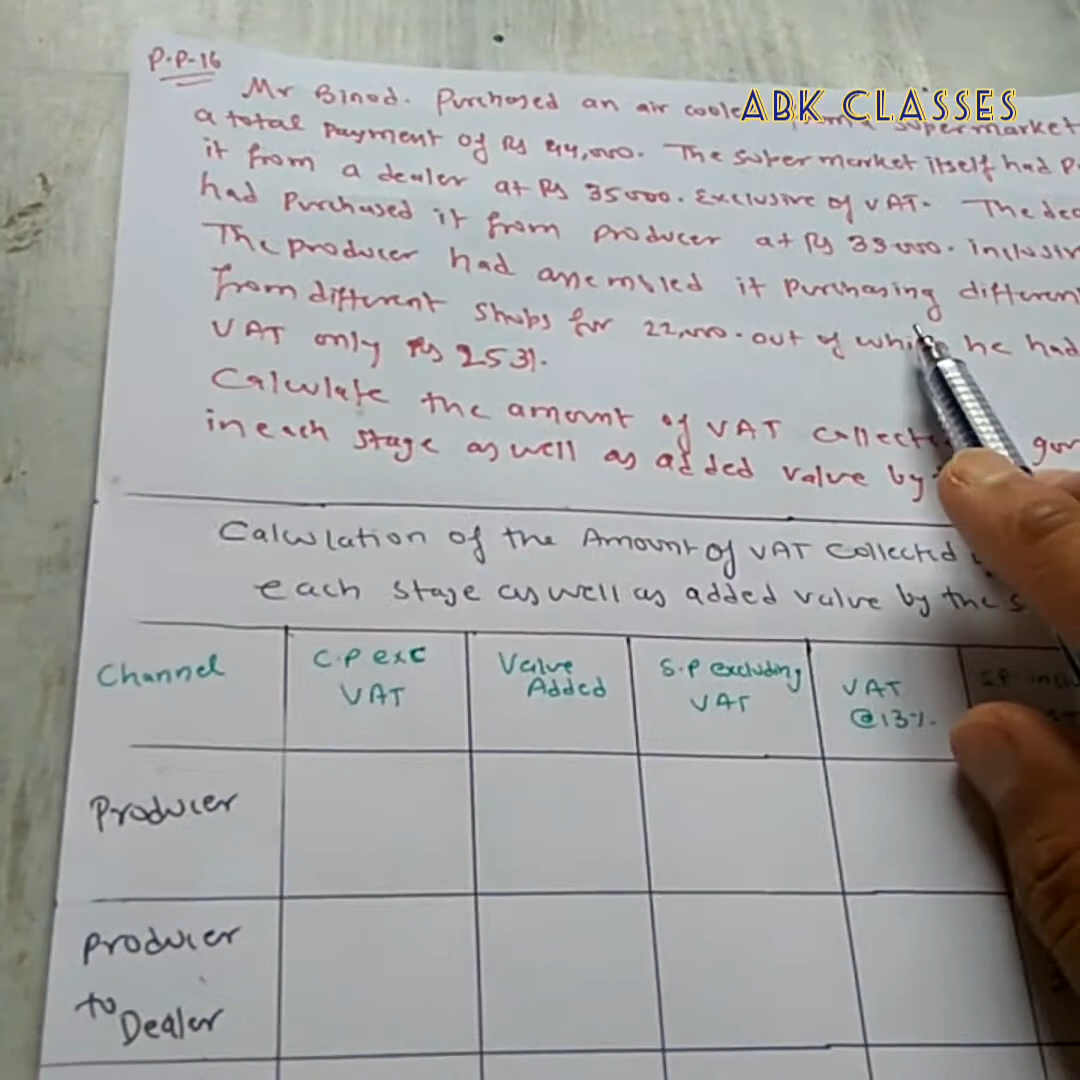 P.P-16
ABK CLASSES
Mr Binod. Purchased an air coole
a total payment of Rs 44,000. The supermarket itself had P
it from a dealer at Rs 35000. Exclusive of VAT. The dea
had purchased it from producer at Rs 33000. inclusiv
The producer had assembled it purchasing different
from different shops for 22,000. out of which he had
VAT only Rs 2531.
Calculate the amount of VAT collect gov
in each stage as well as added value by
Calculation of the Amount of VAT Collected
each stage as well as added value by the s
Channel C.P exc VAT Value Added S.P excluding VAT VAT @13%. SP inclu
Producer
Producer
to Dealer